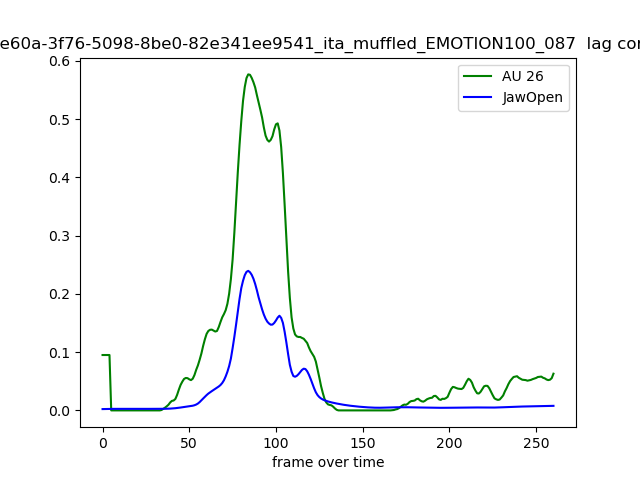 e60a-3f76-5098-8be0-82e341ee9541_ita_muffled_EMOTION100_087 lag
AU 26
JawOpen
0.6
0.5
0.4
0.3
0.2
0.1
0.0
0 50 100 150 200 250
frame over time